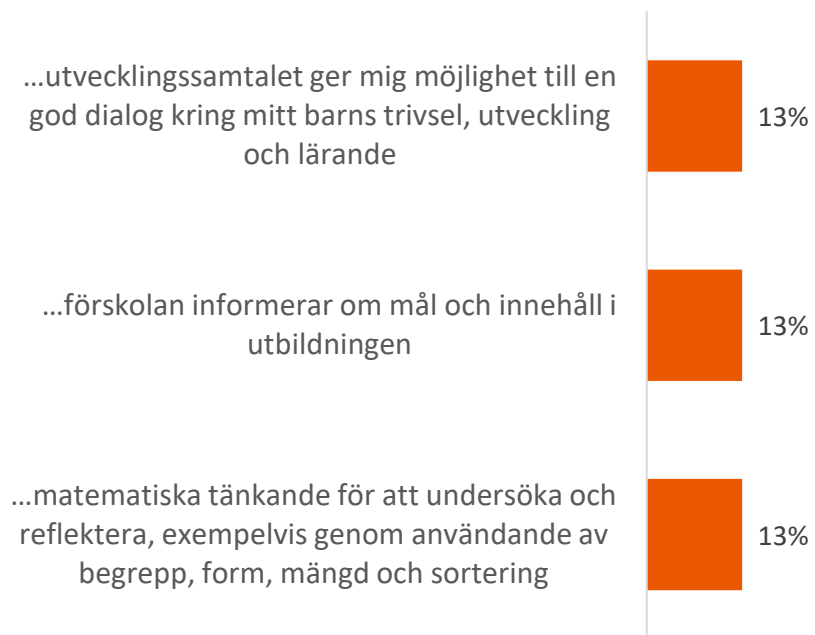 ...utvecklingssamtalet ger mig möjlighet till en
god dialog kring mitt barns trivsel, utveckling
och lärande
13%
...förskolan informerar om mål och innehåll i
utbildningen
13%
...matematiska tänkande för att undersöka och
reflektera, exempelvis genom användande av
begrepp, form, mängd och sortering
13%